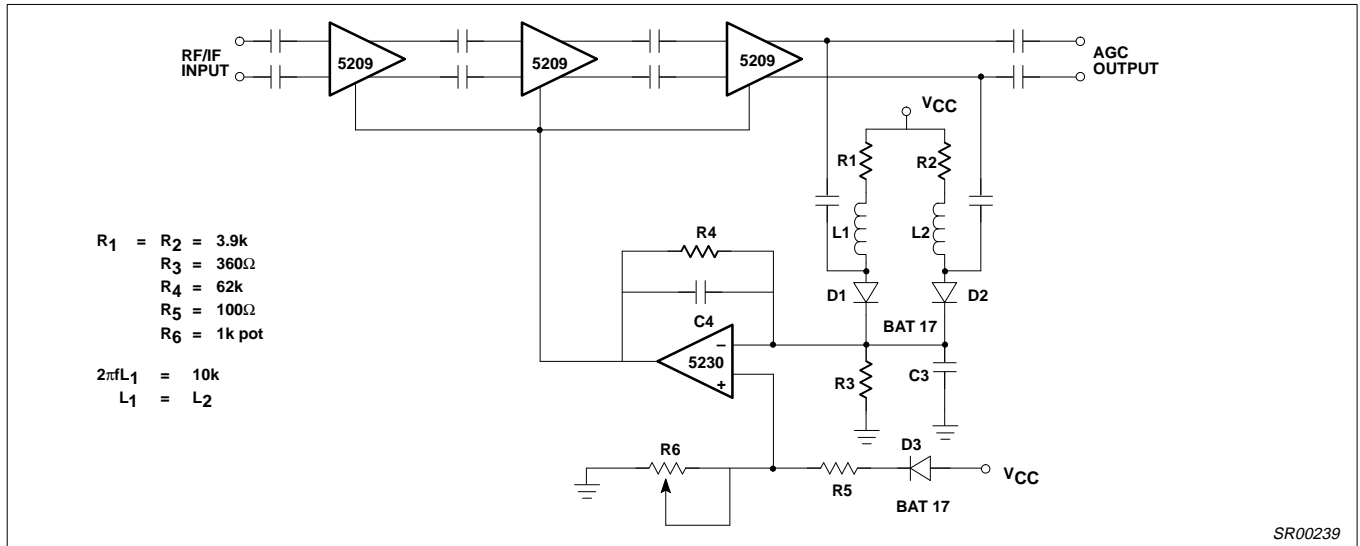 RF/IF
INPUT
5209
5209
5209
AGC
OUTPUT
VCC
R1
R2
L1
L2
R4
R1 = R2 = 3.9k
R3 = 360Ω
R4 = 62k
R5 = 100Ω
R6 = 1k pot
2πfL1 = 10k
L1 = L2
D1
D2
C4
BAT 17
−
5230
+
R3
C3
D3
R6
VCC
R5
BAT 17
SR00239